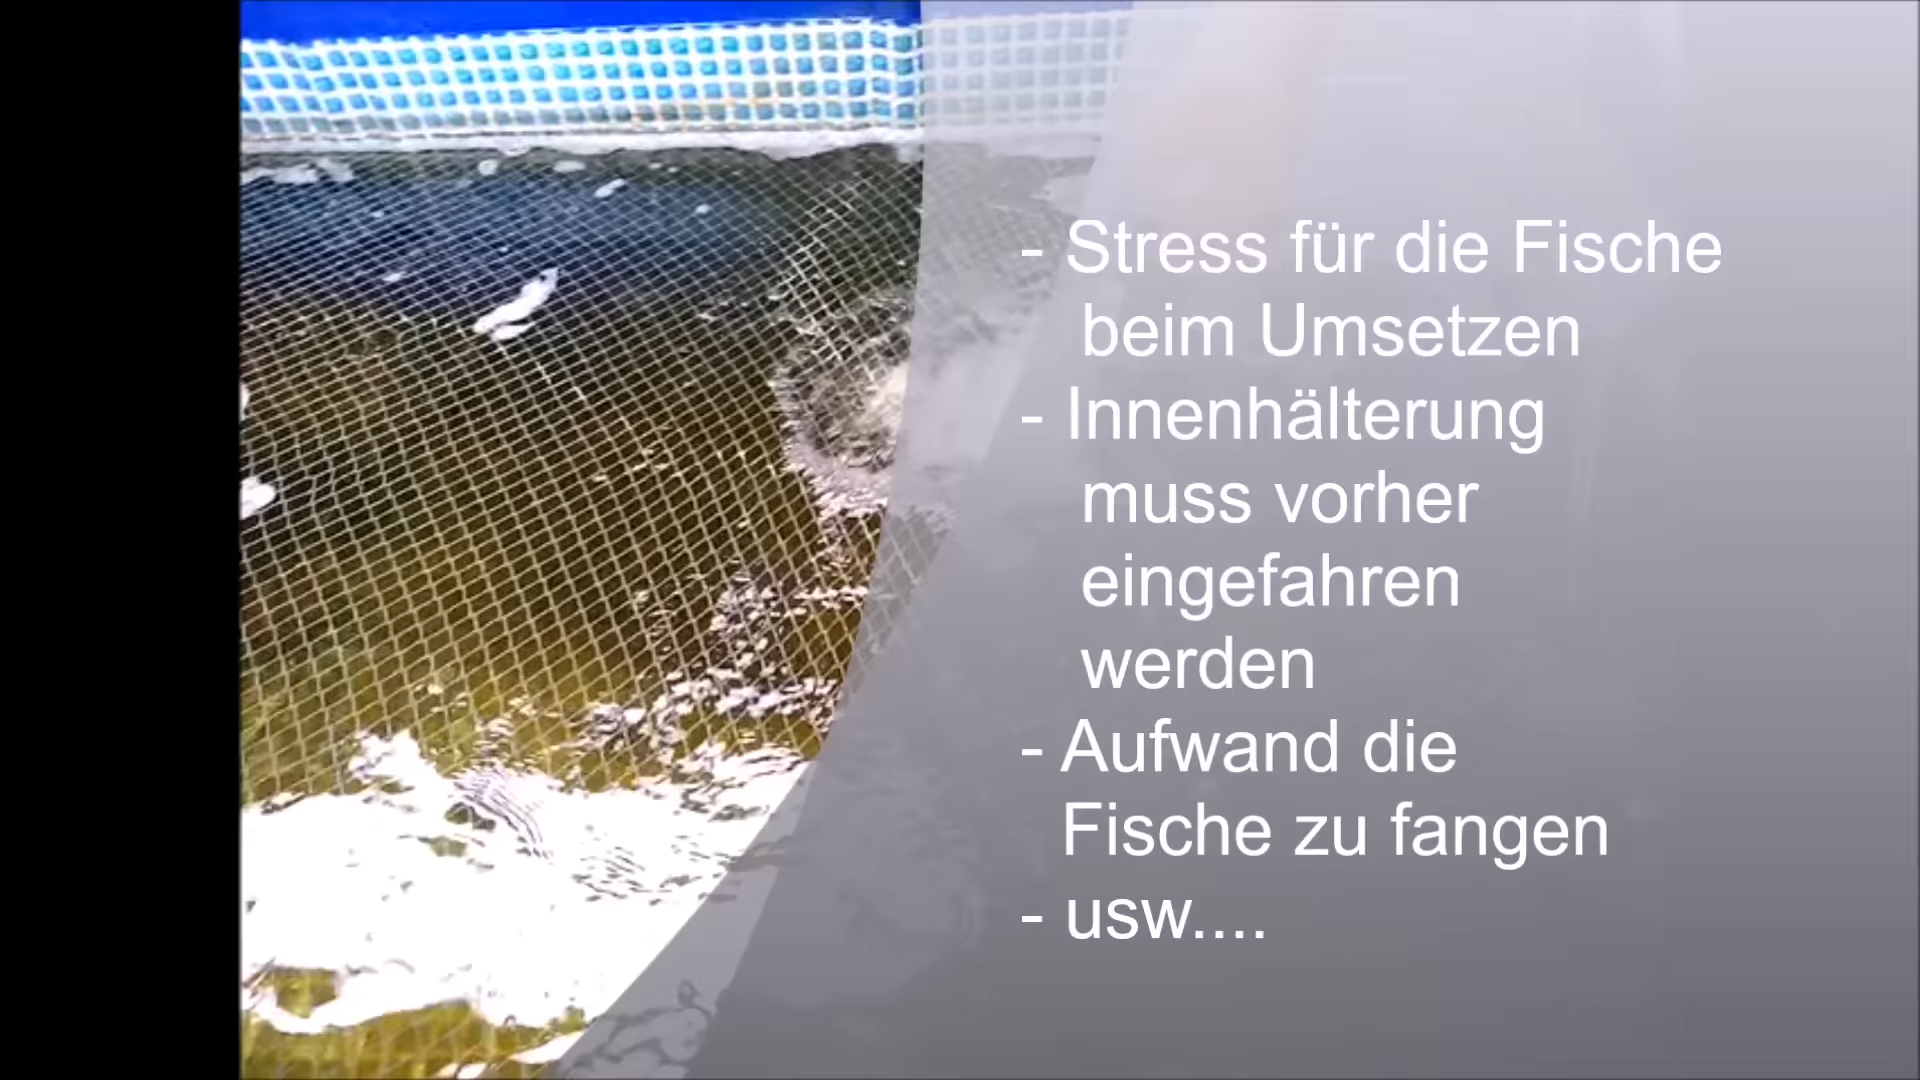 - Stress für die Fische
beim Umsetzen
- Innenhälterung
muss vorher
eingefahren
werden
- Aufwand die
Fische zu fangen
- usw....